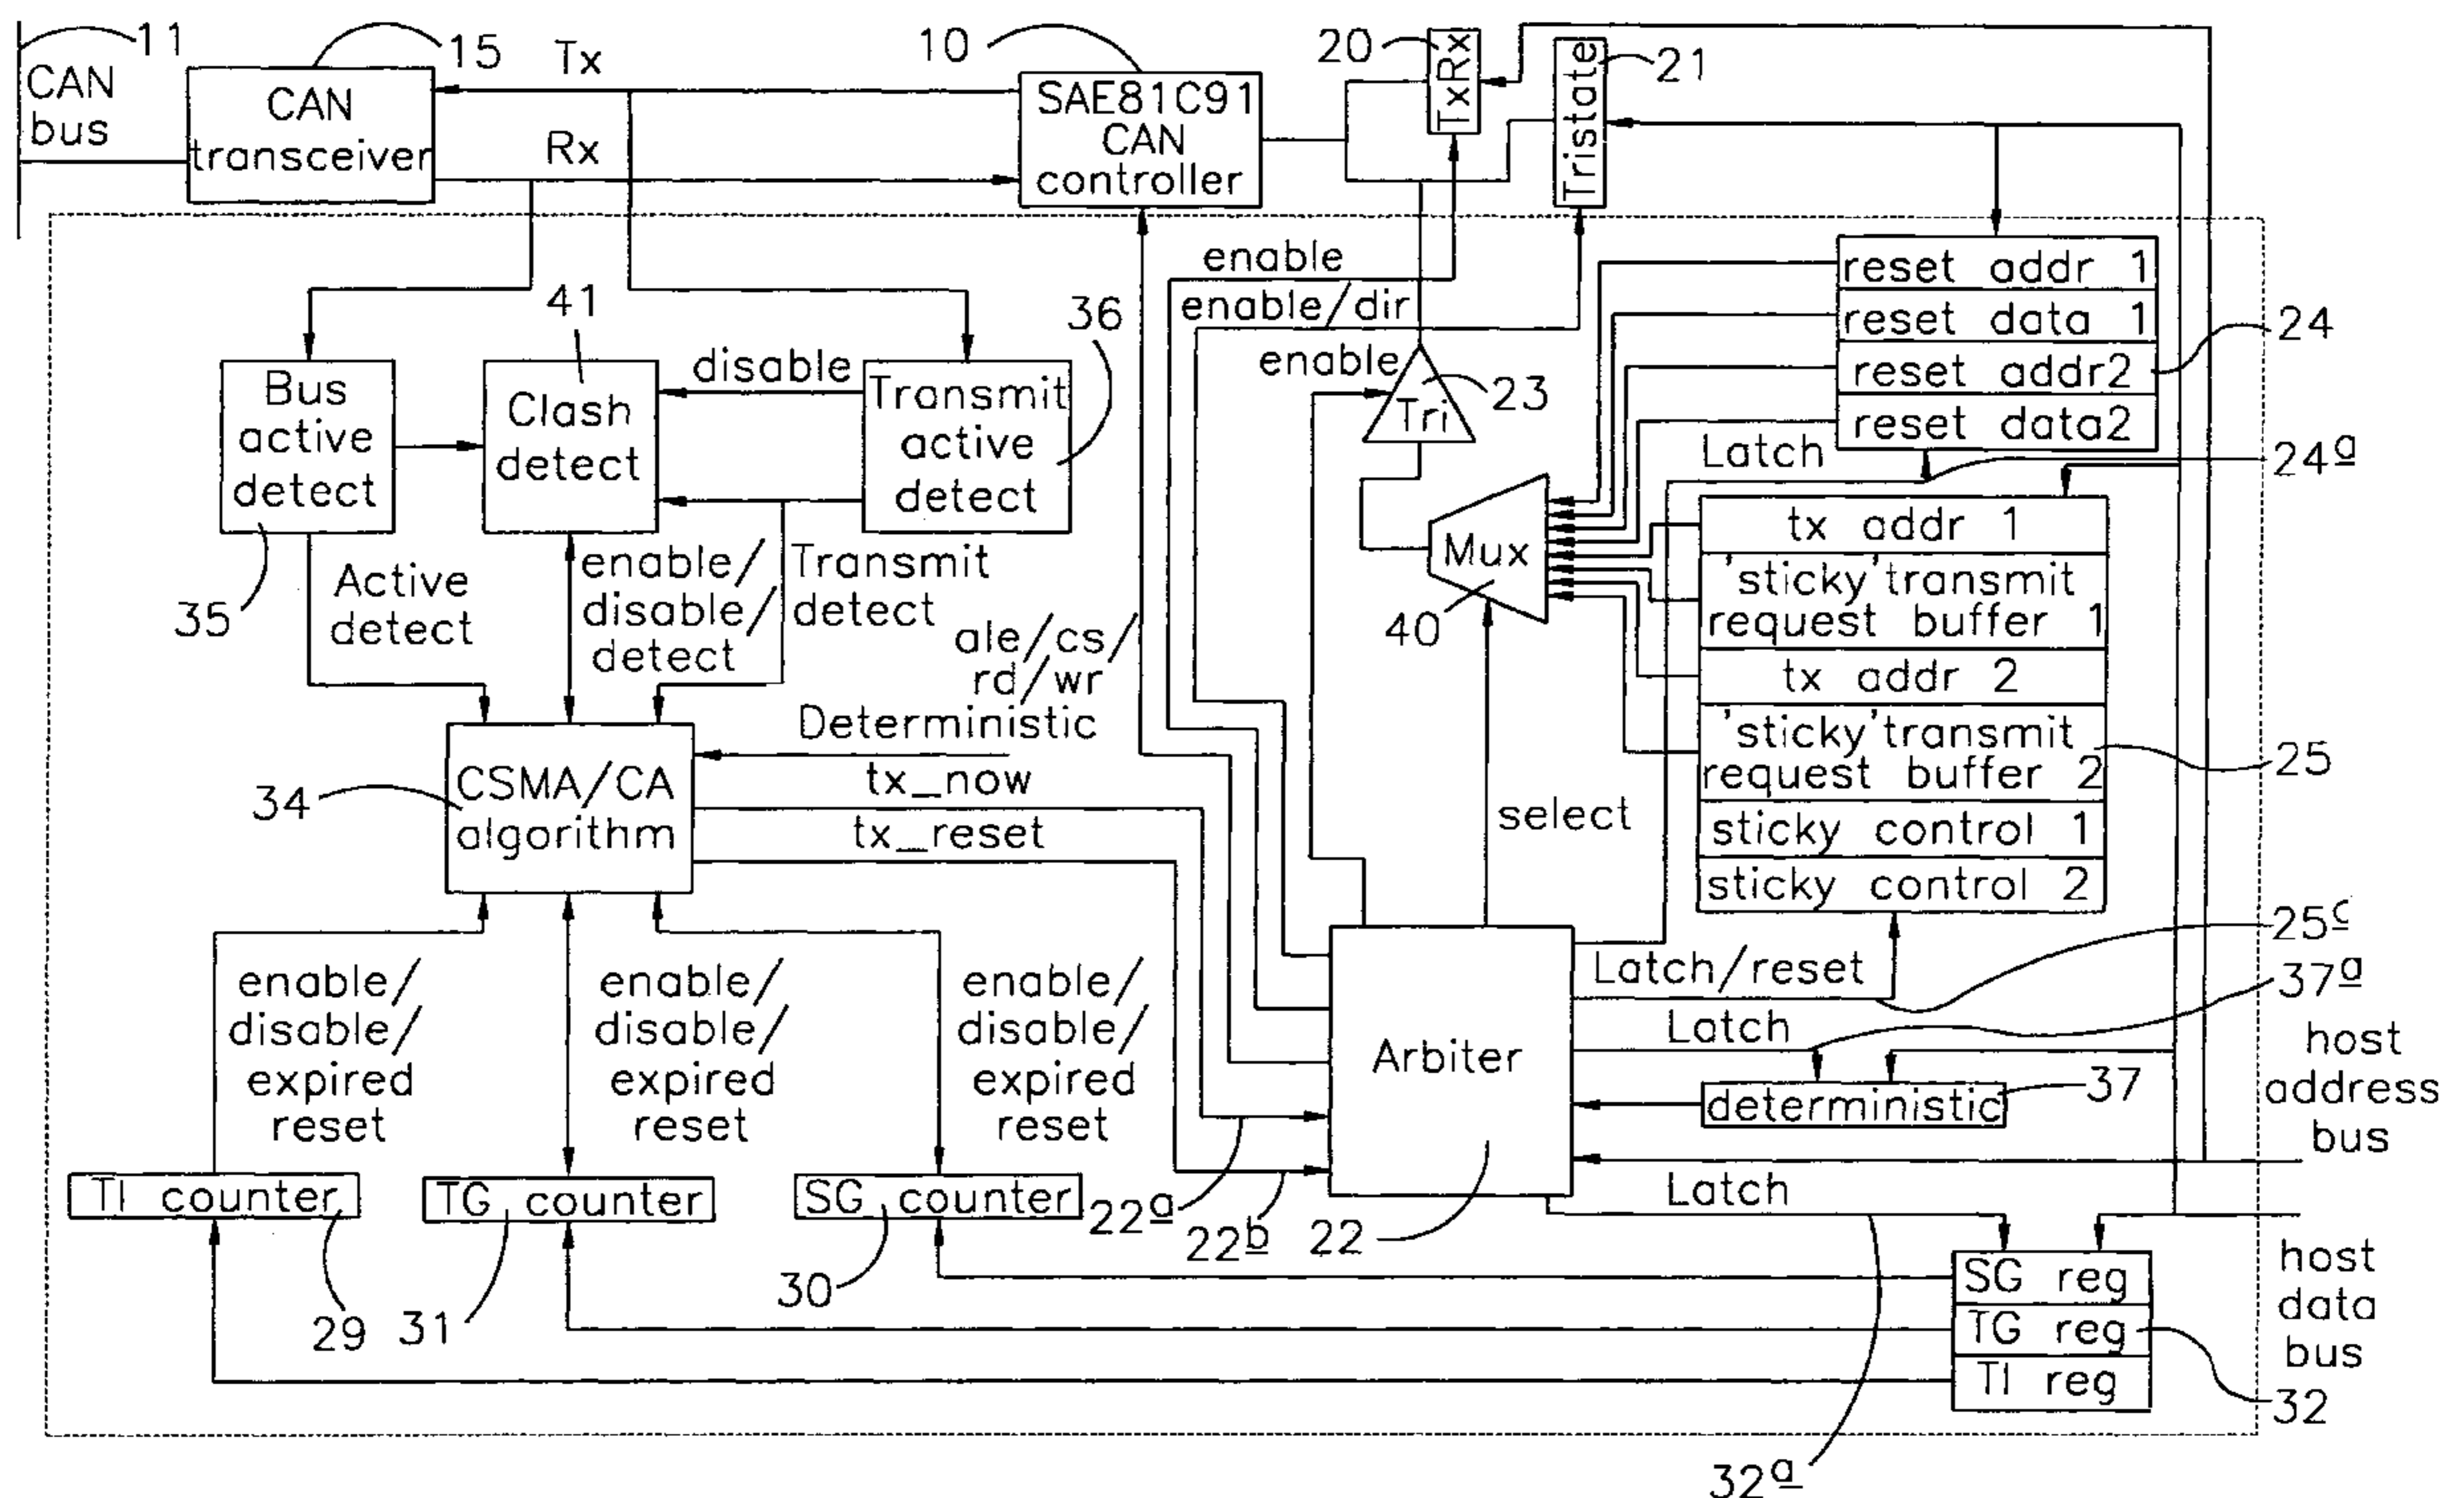 11
CAN
bus
15
CAN
transceiver
Tx
Rx
10
SAE81C91
CAN
controller
20
TxRx
Tristate
21
enable
enable/dir
enable
Tri
23
reset addr 1
reset data 1
reset addr2
reset data2
24
Latch
24a
41
36
Bus
active
detect
35
Clash
detect
disable
Transmit
active
detect
Active
detect
enable/
disable/
detect
Transmit
detect
ale/cs/
rd/wr
Mux
40
tx addr 1
'sticky' transmit
request buffer 1
tx addr 2
'sticky' transmit
request buffer 2
sticky control 1
sticky control 2
25
Deterministic
tx_now
tx_reset
34
CSMA/CA
algorithm
select
25c
Latch/reset
37a
Latch
Arbiter
deterministic
37
host
address
bus
enable/
disable/
expired
reset
enable/
disable/
expired
reset
enable/
disable/
expired
reset
TI counter
TG counter
SG counter
22a
22b
22
Latch
29
31
30
SG reg
TG reg
TI reg
host
data
bus
32
32a